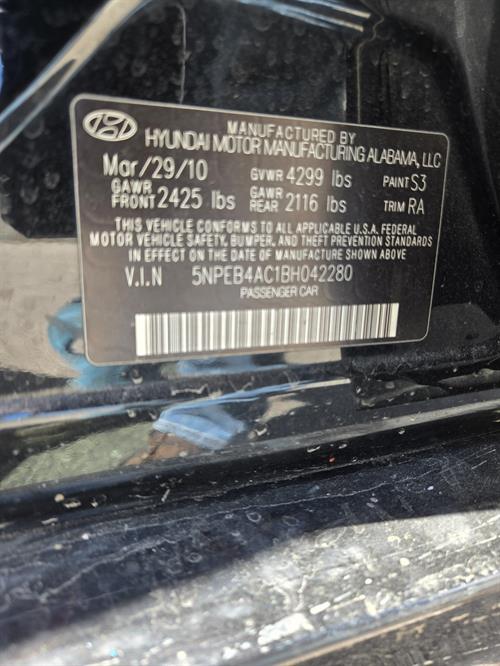 MANUFACTURED BY
HYUNDAI MOTOR MANUFACTURING ALABAMA, LLC
Mar/29/10 GVWR 4299 lbs PAINT S3
GAWR FRONT 2425 lbs GAWR REAR 2116 lbs TRIM RA
THIS VEHICLE CONFORMS TO ALL APPLICABLE U.S.A. FEDERAL
MOTOR VEHICLE SAFETY, BUMPER, AND THEFT PREVENTION STANDARDS
IN EFFECT ON THE DATE OF MANUFACTURE SHOWN ABOVE
V.I.N 5NPEB4AC1BH042280
PASSENGER CAR